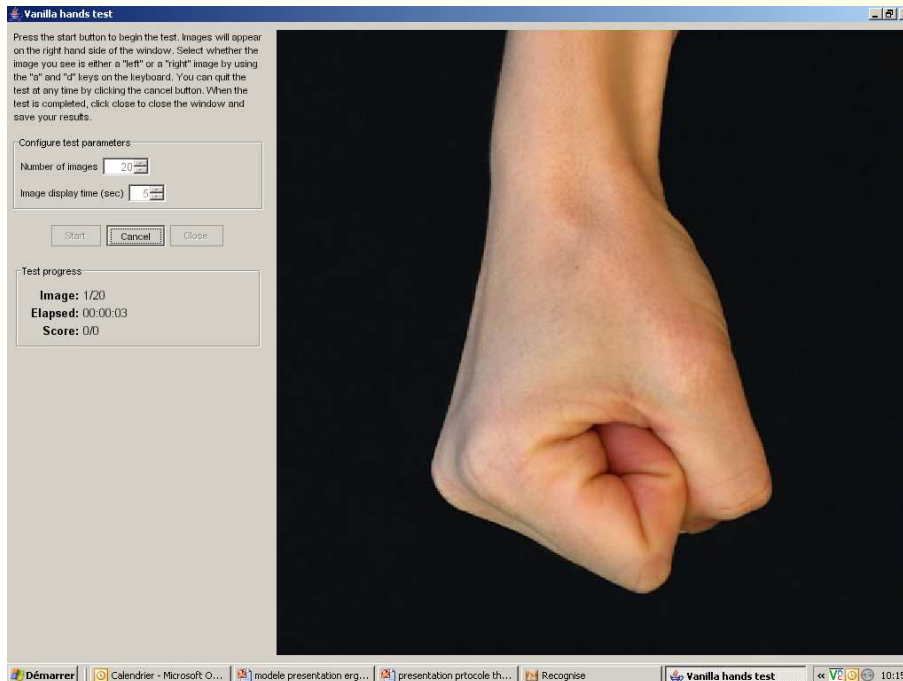 Vanilla hands test
Press the start button to begin the test. Images will appear
on the right hand side of the window. Select whether the
image you see is either a "left" or a "right" image by using
the "a" and "d" keys on the keyboard. You can quit the
test at any time by clicking the cancel button. When the
test is completed, click close to close the window and
save your results.
Configure test parameters
Number of images 20
Image display time (sec) 5
Start Cancel Close
Test progress
Image: 1/20
Elapsed: 00:00:03
Score: 0/0
Démarrer Calendrier - Microsoft O... modele presentation erg... presentation prtocole th... Recognise Vanilla hands test « 10:15